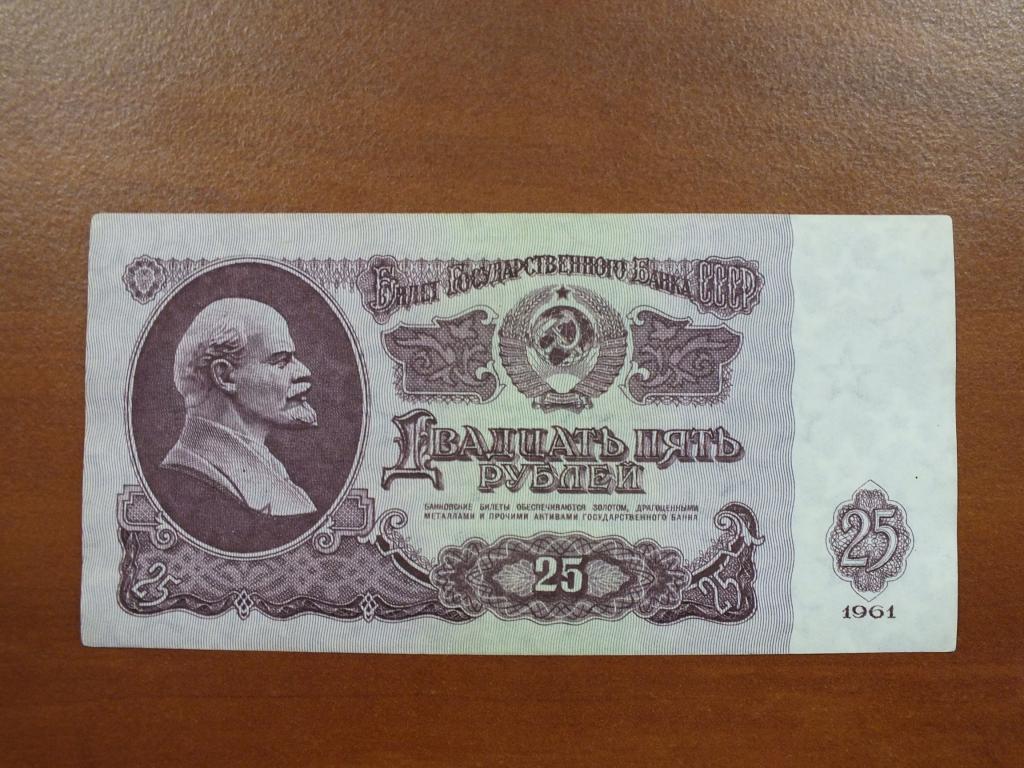 Билет Государственного Банка СССР
Двадцать пять
рублей
БАНКОВСКИЕ БИЛЕТЫ ОБЕСПЕЧИВАЮТСЯ ЗОЛОТОМ, ДРАГОЦЕННЫМИ
МЕТАЛЛАМИ И ПРОЧИМИ АКТИВАМИ ГОСУДАРСТВЕННОГО БАНКА
25
25
25
25
1961